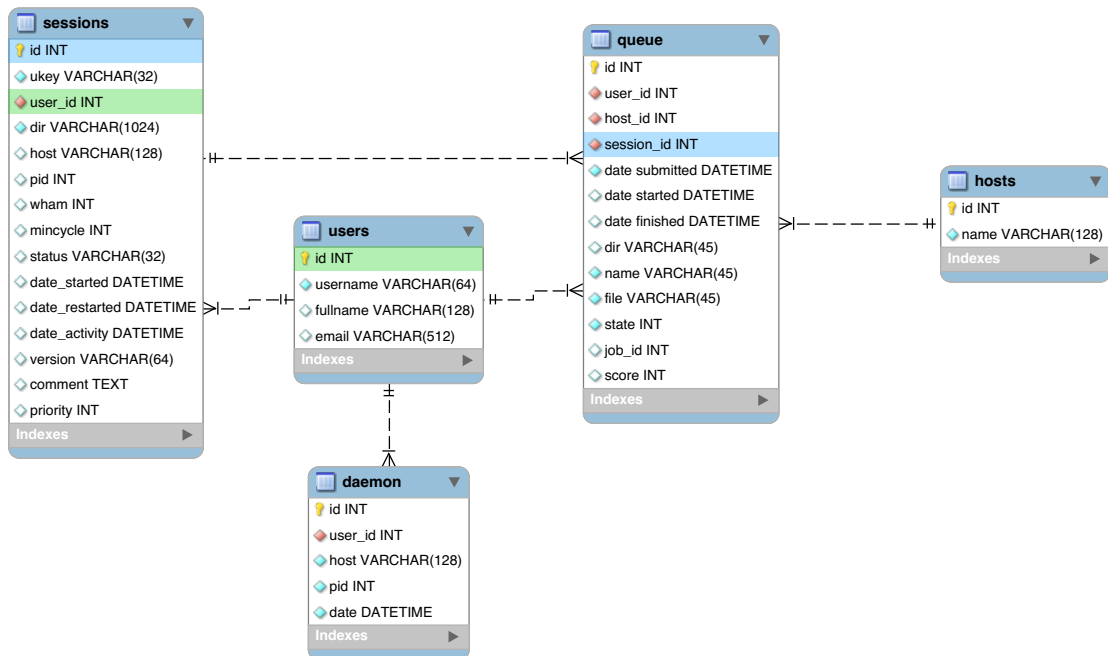 sessions
id INT
ukey VARCHAR(32)
user_id INT
dir VARCHAR(1024)
host VARCHAR(128)
pid INT
wham INT
mincycle INT
status VARCHAR(32)
date_started DATETIME
date_restarted DATETIME
date_activity DATETIME
version VARCHAR(64)
comment TEXT
priority INT
Indexes
users
id INT
username VARCHAR(64)
fullname VARCHAR(128)
email VARCHAR(512)
Indexes
daemon
id INT
user_id INT
host VARCHAR(128)
pid INT
date DATETIME
Indexes
queue
id INT
user_id INT
host_id INT
session_id INT
date submitted DATETIME
date started DATETIME
date finished DATETIME
dir VARCHAR(45)
name VARCHAR(45)
file VARCHAR(45)
state INT
job_id INT
score INT
Indexes
hosts
id INT
name VARCHAR(128)
Indexes